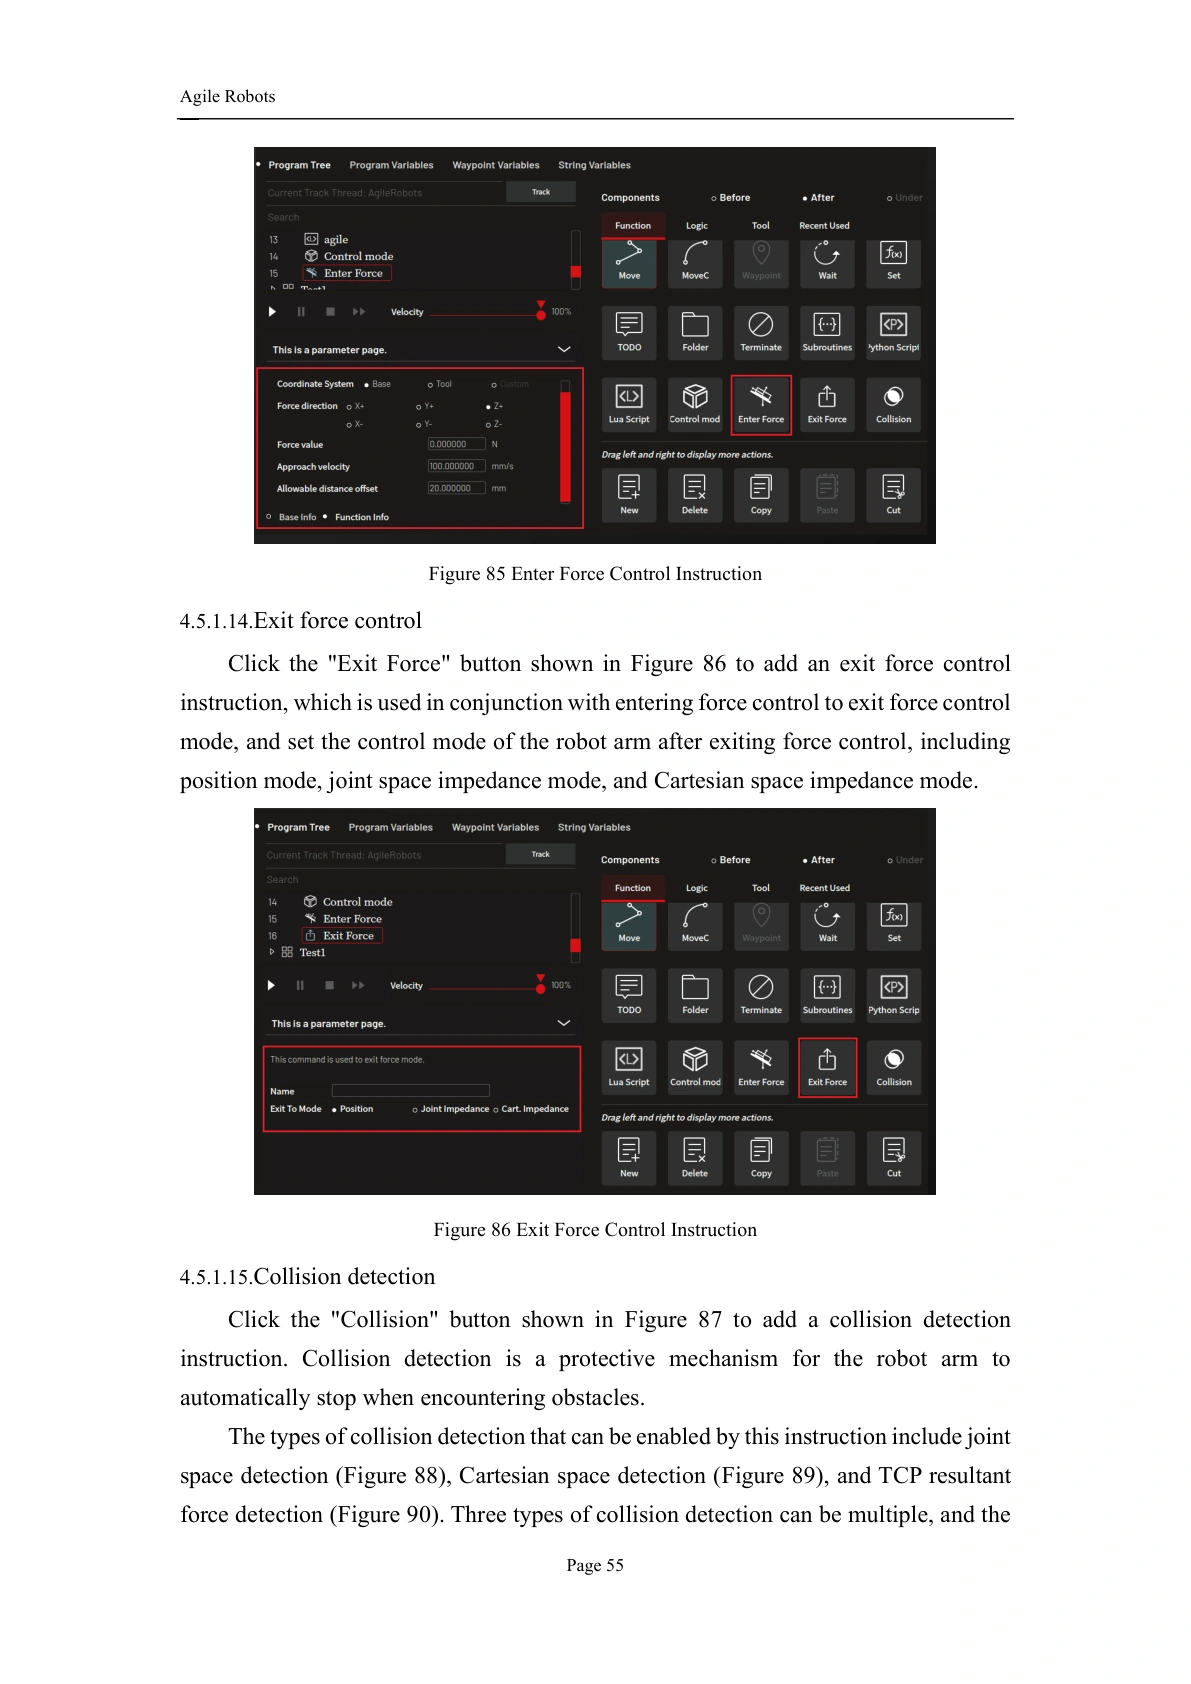 Agile Robots
Program Tree Program Variables Waypoint Variables String Variables
Current Track Thread: AgileRobots Track
Search
13 agile
14 Control mode
15 Enter Force
Test1
Velocity 100%
This is a parameter page.
Coordinate System Base Tool Custom
Force direction X+ Y+ Z+
X- Y- Z-
Force value 0.000000 N
Approach velocity 100.000000 mm/s
Allowable distance offset 20.000000 mm
Base Info Function Info
Components Before After Under
Function Logic Tool Recent Used
Move MoveC Waypoint Wait Set
TODO Folder Terminate Subroutines ython Script
Lua Script Control mod Enter Force Exit Force Collision
Drag left and right to display more actions.
New Delete Copy Paste Cut
Figure 85 Enter Force Control Instruction
4.5.1.14.Exit force control
Click the "Exit Force" button shown in Figure 86 to add an exit force control
instruction, which is used in conjunction with entering force control to exit force control
mode, and set the control mode of the robot arm after exiting force control, including
position mode, joint space impedance mode, and Cartesian space impedance mode.
Program Tree Program Variables Waypoint Variables String Variables
Current Track Thread: AgileRobots Track
Search
14 Control mode
15 Enter Force
16 Exit Force
Test1
Velocity 100%
This is a parameter page.
This command is used to exit force mode.
Name
Exit To Mode Position Joint Impedance Cart. Impedance
Components Before After Under
Function Logic Tool Recent Used
Move MoveC Waypoint Wait Set
TODO Folder Terminate Subroutines Python Scrip
Lua Script Control mod Enter Force Exit Force Collision
Drag left and right to display more actions.
New Delete Copy Paste Cut
Figure 86 Exit Force Control Instruction
4.5.1.15.Collision detection
Click the "Collision" button shown in Figure 87 to add a collision detection
instruction. Collision detection is a protective mechanism for the robot arm to
automatically stop when encountering obstacles.
The types of collision detection that can be enabled by this instruction include joint
space detection (Figure 88), Cartesian space detection (Figure 89), and TCP resultant
force detection (Figure 90). Three types of collision detection can be multiple, and the
Page 55